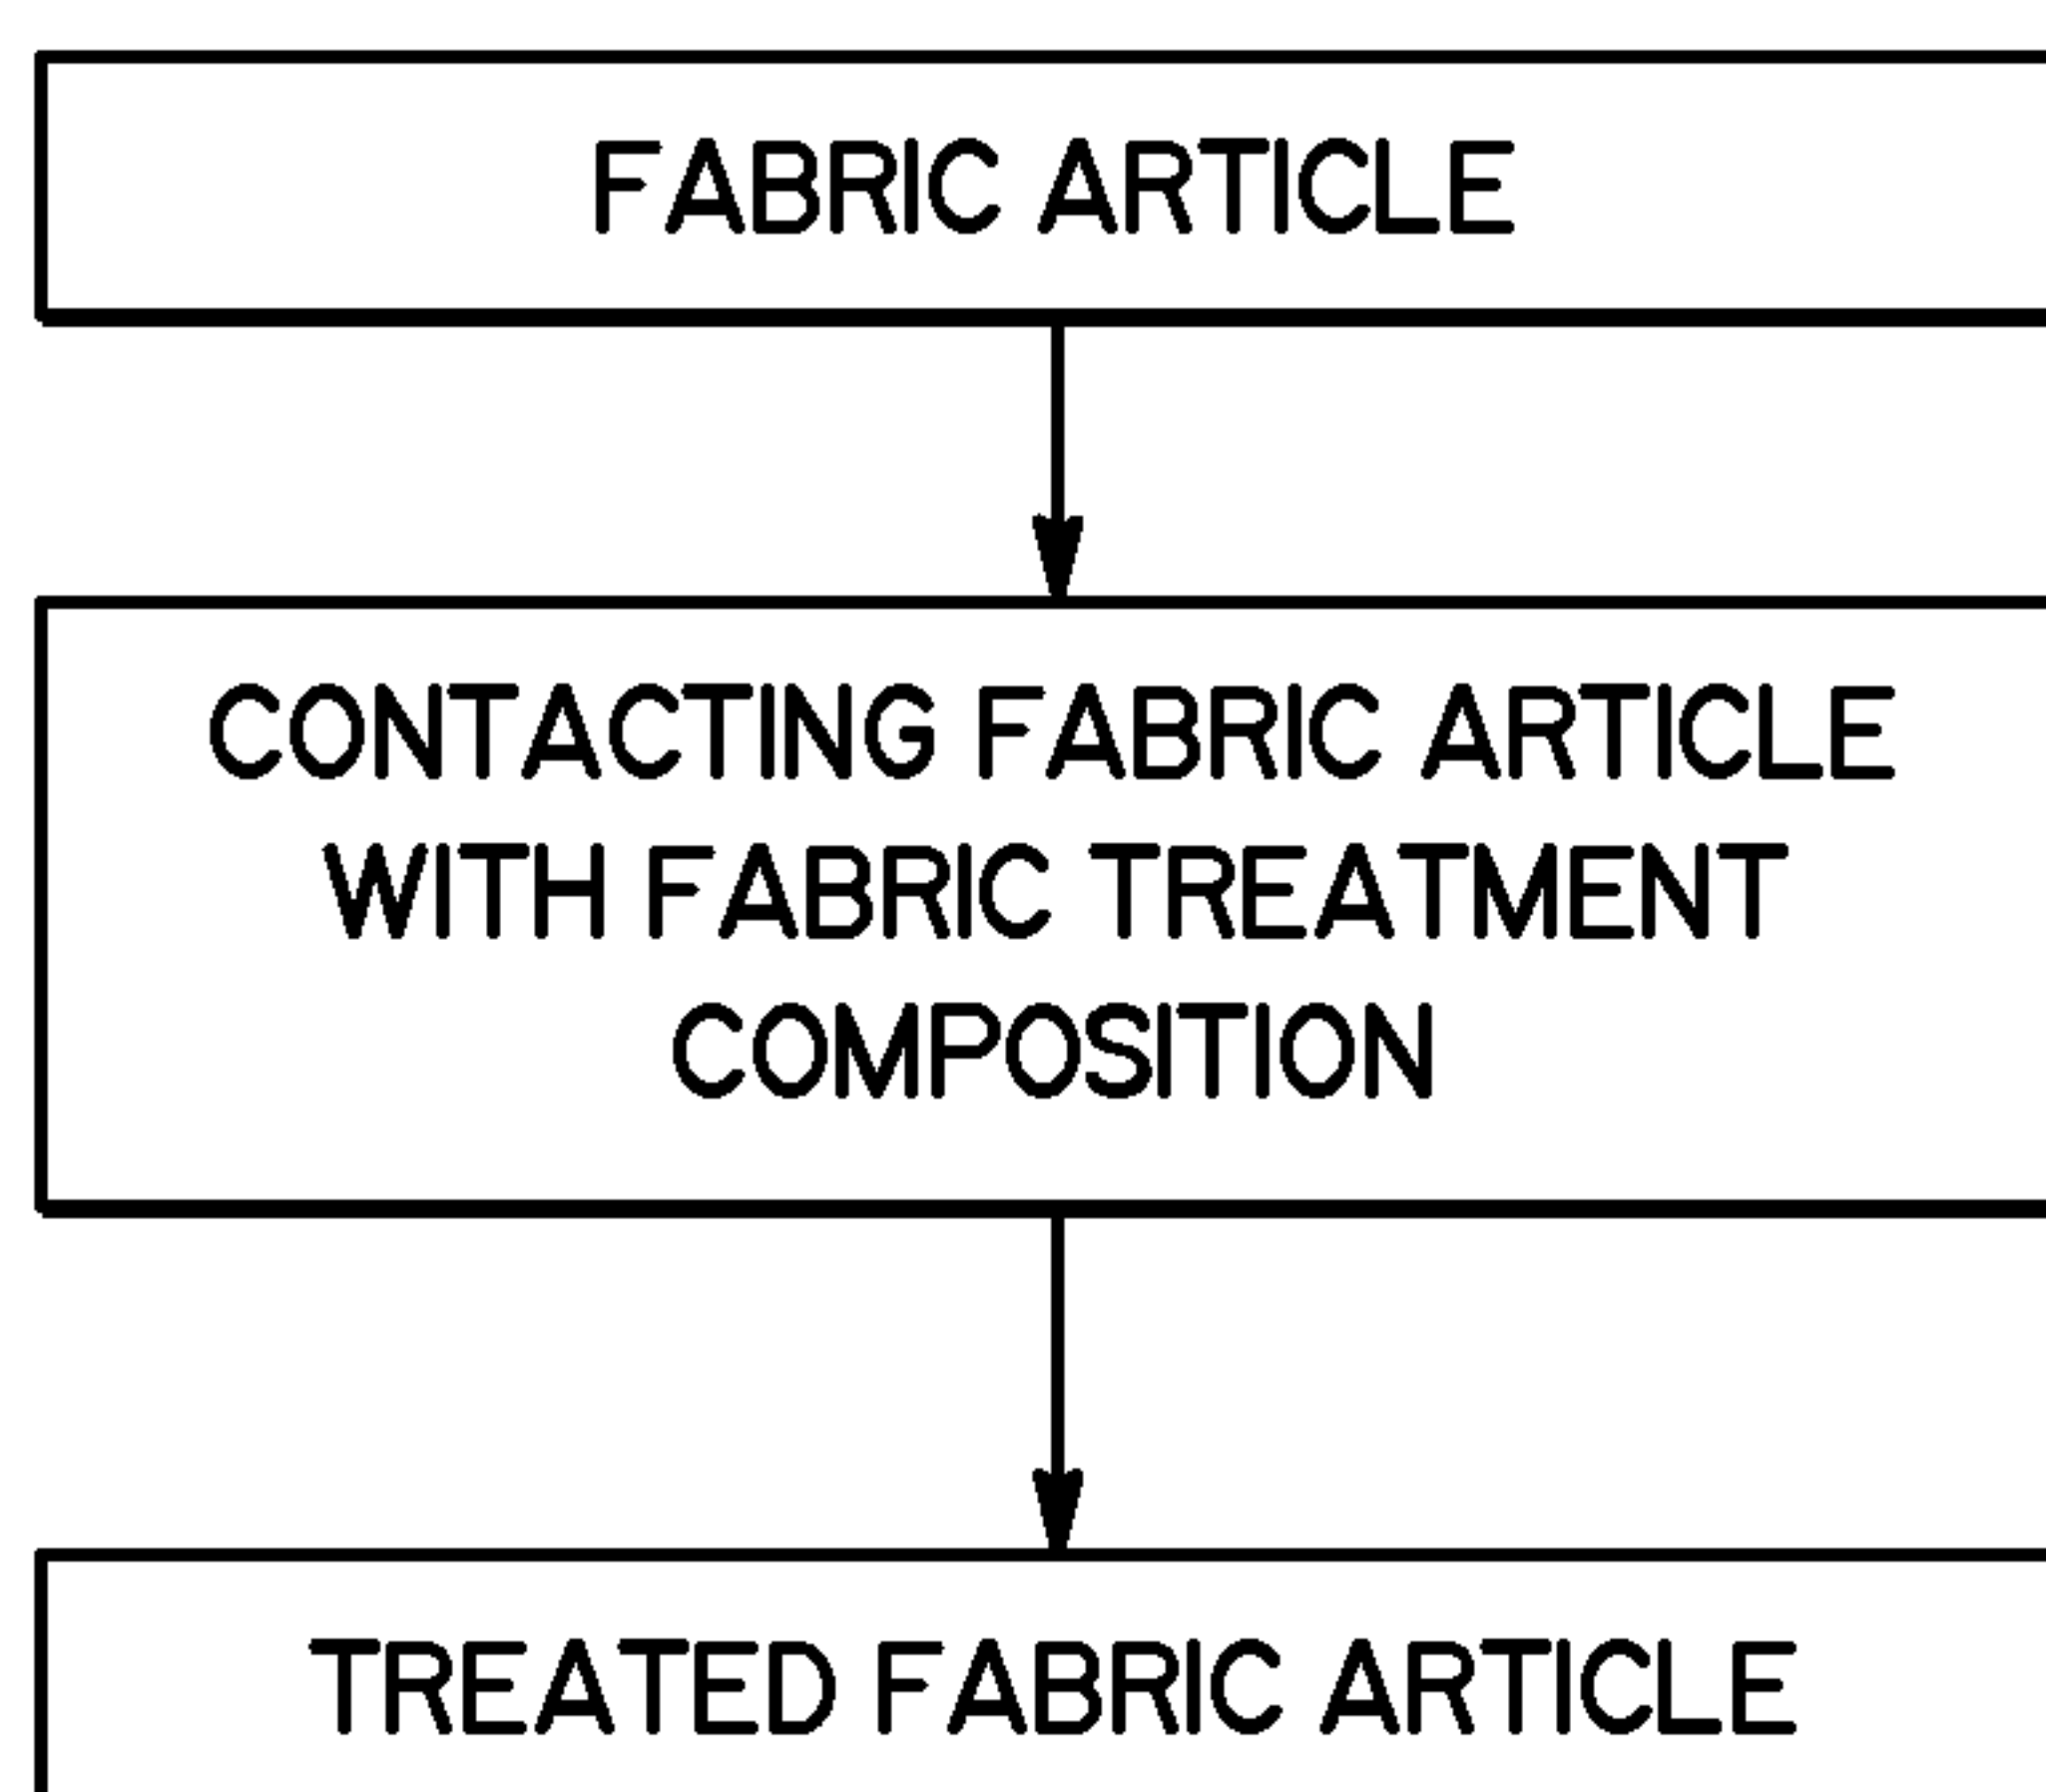 FABRIC ARTICLE
CONTACTING FABRIC ARTICLE
WITH FABRIC TREATMENT
COMPOSITION
TREATED FABRIC ARTICLE